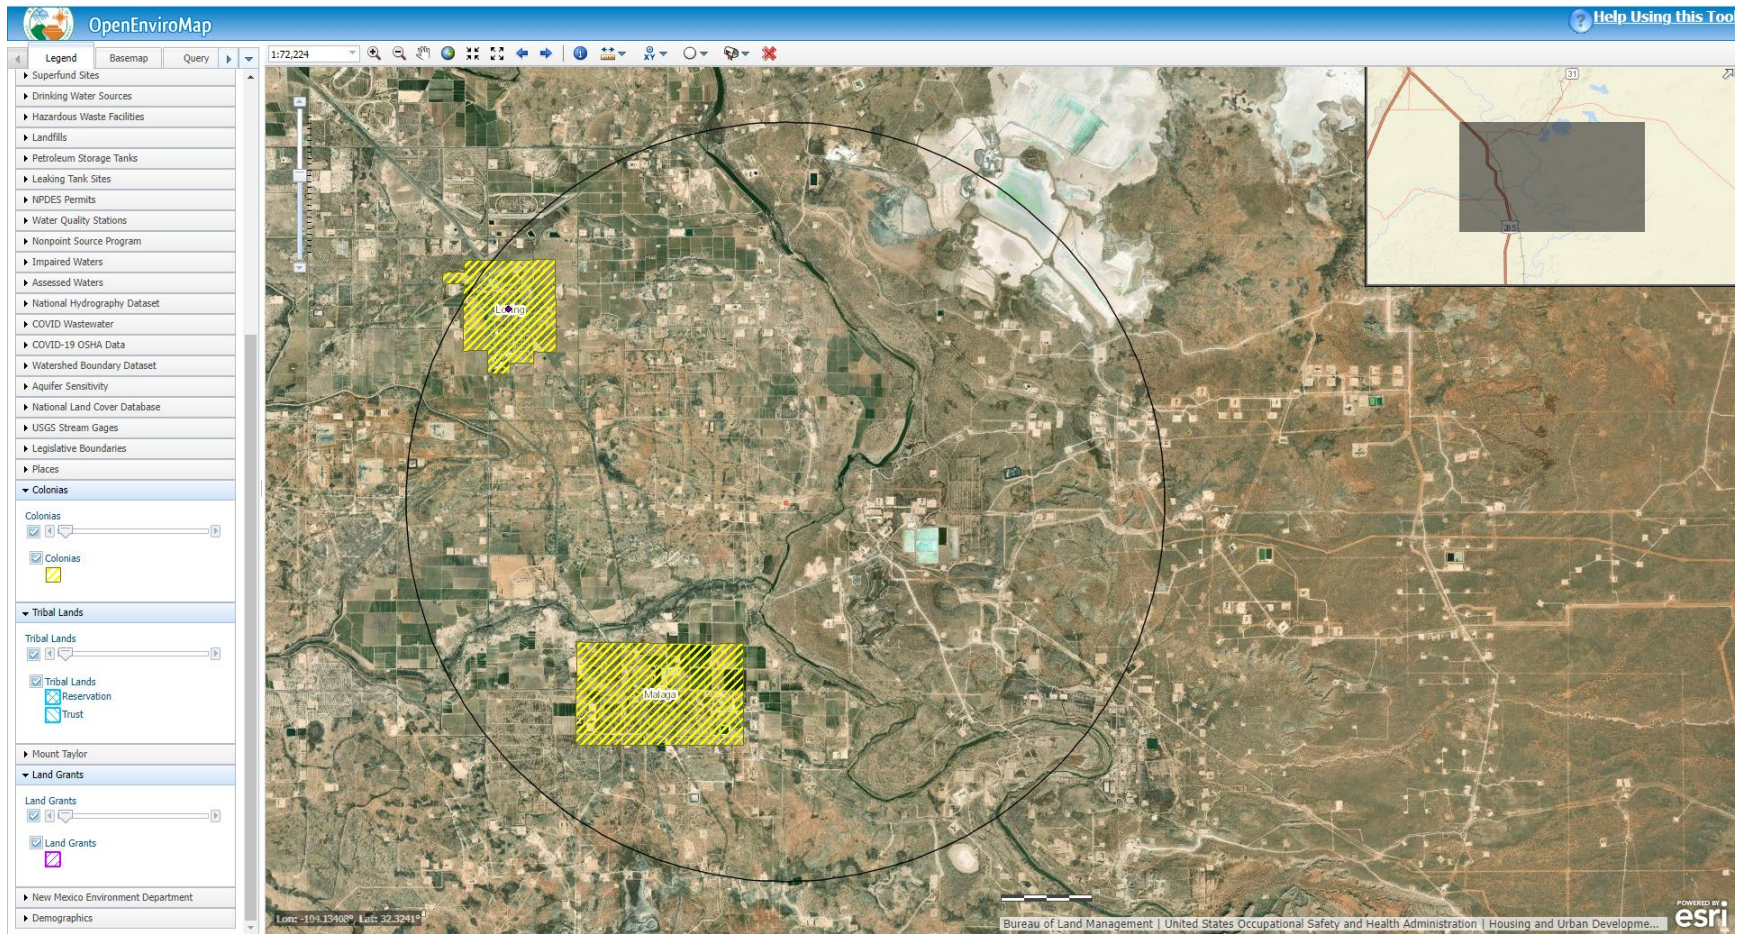 OpenEnviroMap
Help Using this Too
Legend
Basemap
Query
1:72,224
Superfund Sites
Drinking Water Sources
Hazardous Waste Facilities
Landfills
Petroleum Storage Tanks
Leaking Tank Sites
NPDES Permits
Water Quality Stations
Nonpoint Source Program
Impaired Waters
Assessed Waters
National Hydrography Dataset
COVID Wastewater
COVID-19 OSHA Data
Watershed Boundary Dataset
Aquifer Sensitivity
National Land Cover Database
USGS Stream Gages
Legislative Boundaries
Places
Colonias
Colonias
Colonias
Tribal Lands
Tribal Lands
Tribal Lands
Reservation
Trust
Mount Taylor
Land Grants
Land Grants
Land Grants
New Mexico Environment Department
Demographics
XY
31
285
Loving
Malaga
Lon: -104.13408°, Lat: 32.3241°
Bureau of Land Management | United States Occupational Safety and Health Administration | Housing and Urban Developme...
POWERED BY
esri